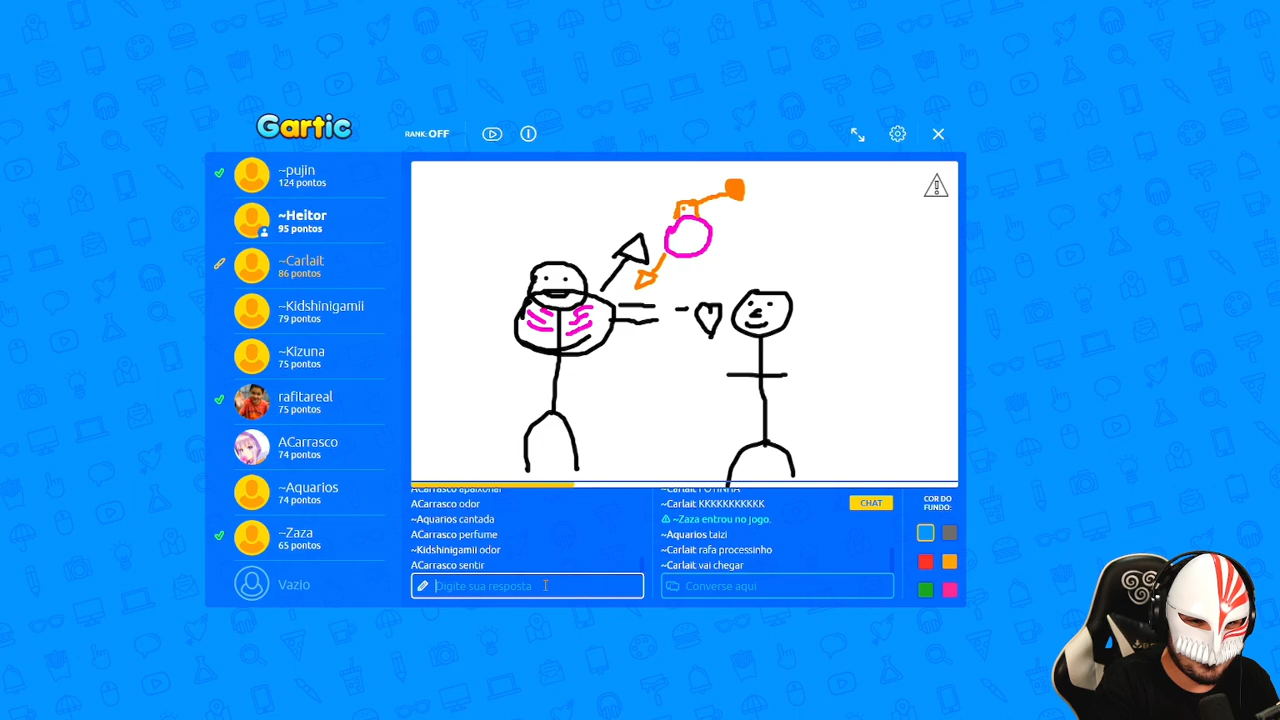 Gartic
RANK: OFF
~pujin
124 pontos
~Heitor
95 pontos
~Carlait
86 pontos
~Kidshinigamii
79 pontos
~Kizuna
75 pontos
rafitareal
75 pontos
ACarrasco
74 pontos
~Aquarios
74 pontos
~Zaza
65 pontos
Vazio
ACarrasco apaixonar
ACarrasco odor
~Aquarios cantada
ACarrasco perfume
~Kidshinigamii odor
ACarrasco sentir
Digite sua resposta
~Carlait KKKKKKKKKKK
~Zaza entrou no jogo.
~Aquarios taizi
~Carlait rafa processinho
~Carlait vai chegar
Converse aqui
CHAT
COR DO
FUNDO: